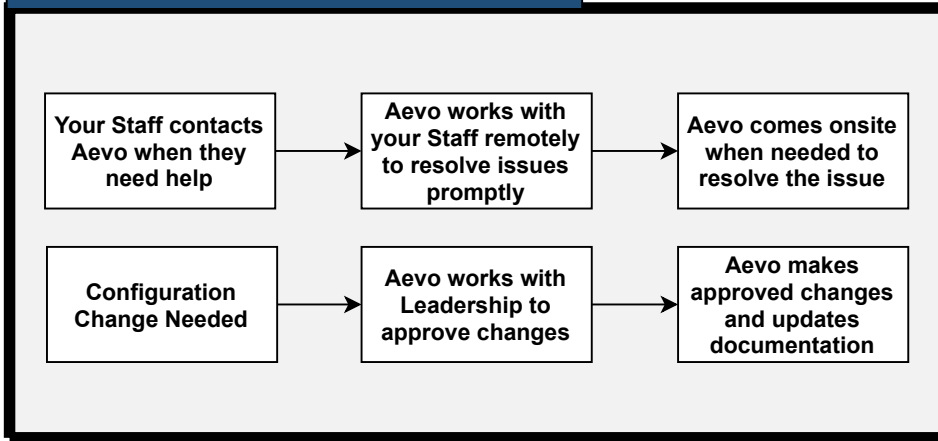 Your Staff contacts
Aevo when they
need help
Aevo works with
your Staff remotely
to resolve issues
promptly
Aevo comes onsite
when needed to
resolve the issue
Configuration
Change Needed
Aevo works with
Leadership to
approve changes
Aevo makes
approved changes
and updates
documentation